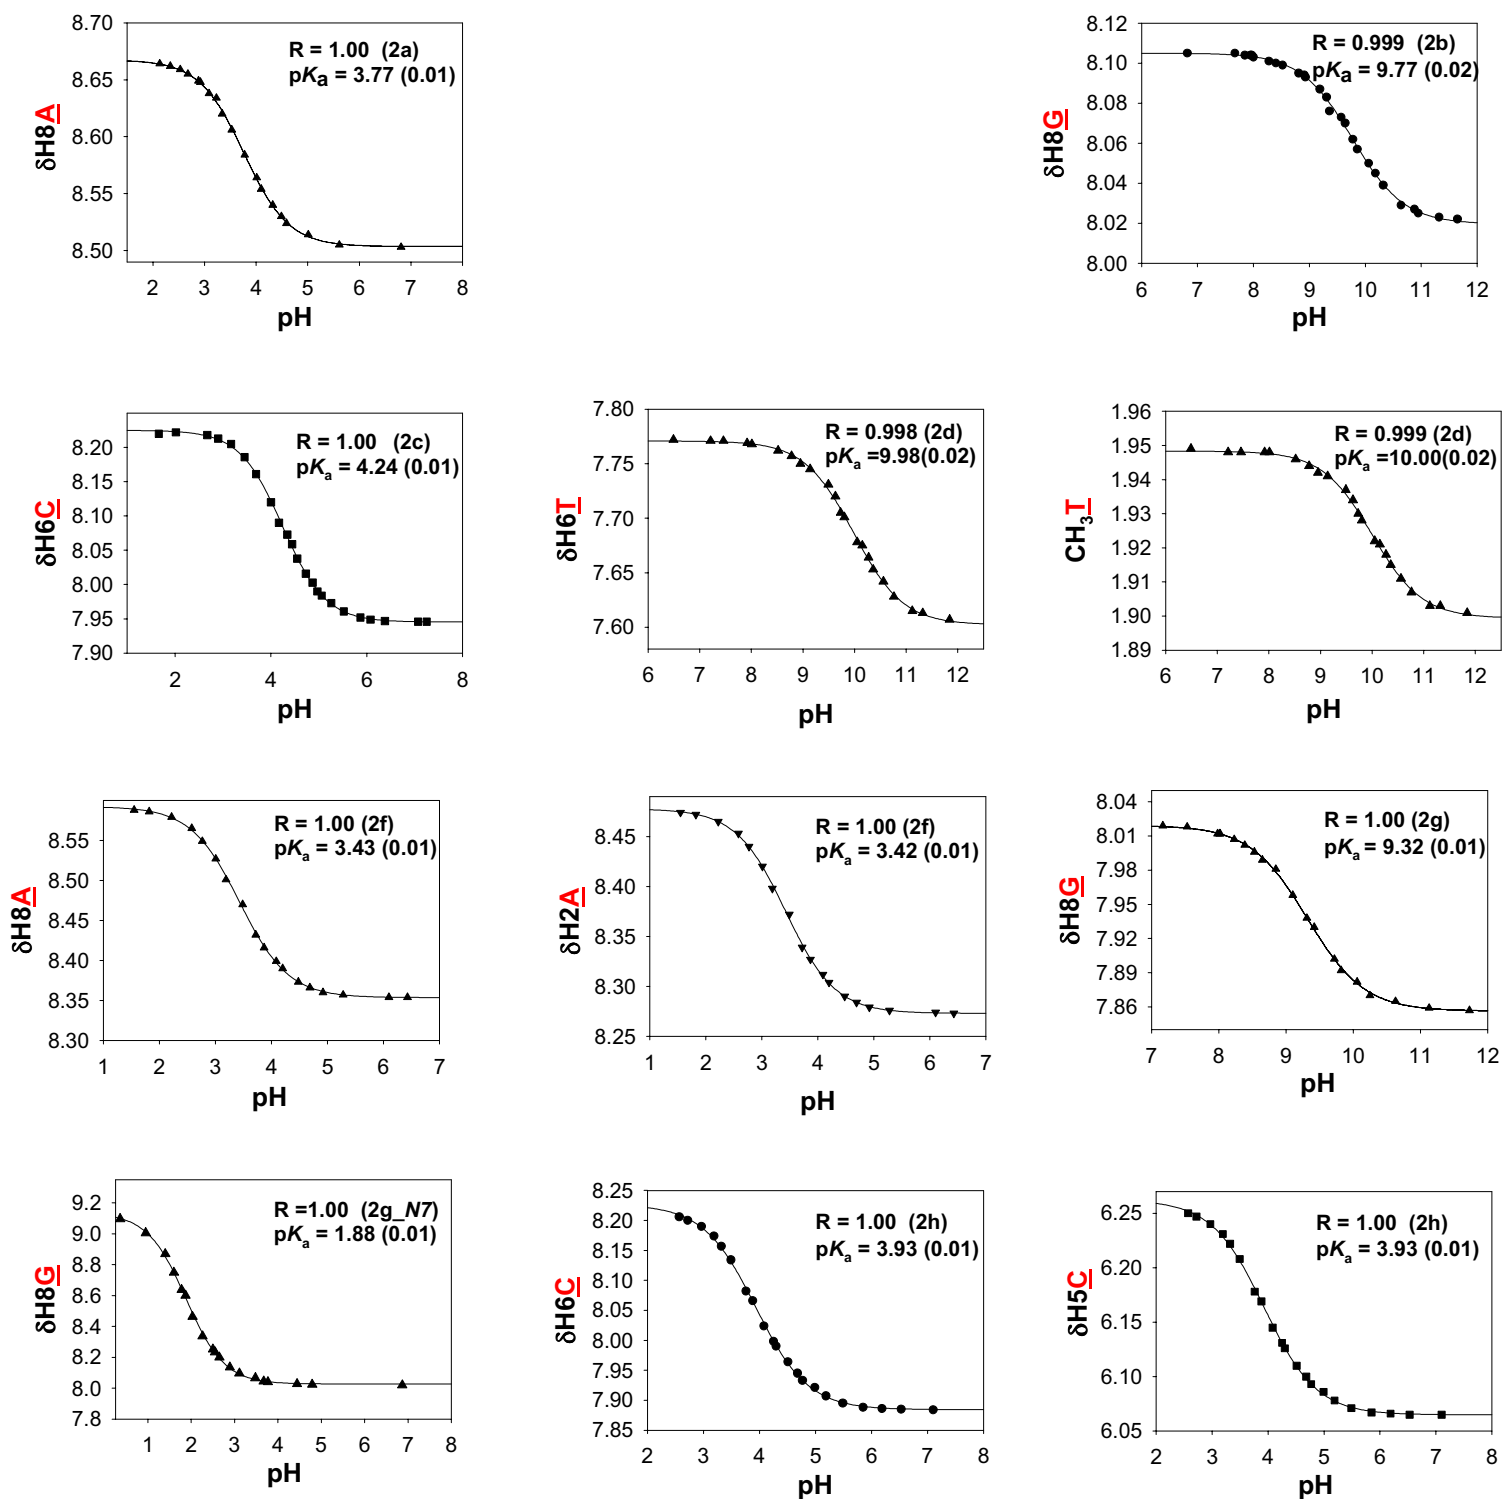 8.70
8.65
8.60
8.55
8.50
δH8A
R = 1.00 (2a)
pKa = 3.77 (0.01)
2 3 4 5 6 7 8
pH
8.12
8.10
8.08
8.06
8.04
8.02
8.00
δH8G
R = 0.999 (2b)
pKa = 9.77 (0.02)
6 7 8 9 10 11 12
pH
8.20
8.15
8.10
8.05
8.00
7.95
7.90
δH6C
R = 1.00 (2c)
pKa = 4.24 (0.01)
2 4 6 8
pH
7.80
7.75
7.70
7.65
7.60
δH6T
R = 0.998 (2d)
pKa =9.98(0.02)
6 7 8 9 10 11 12
pH
1.96
1.95
1.94
1.93
1.92
1.91
1.90
1.89
CH3T
R = 0.999 (2d)
pKa =10.00(0.02)
6 7 8 9 10 11 12
pH
8.55
8.50
8.45
8.40
8.35
8.30
δH8A
R = 1.00 (2f)
pKa = 3.43 (0.01)
1 2 3 4 5 6 7
pH
8.45
8.40
8.35
8.30
8.25
δH2A
R = 1.00 (2f)
pKa = 3.42 (0.01)
1 2 3 4 5 6 7
pH
8.04
8.01
7.98
7.95
7.92
7.89
7.86
δH8G
R = 1.00 (2g)
pKa = 9.32 (0.01)
7 8 9 10 11 12
pH
9.2
9.0
8.8
8.6
8.4
8.2
8.0
7.8
δH8G
R =1.00 (2g_N7)
pKa = 1.88 (0.01)
1 2 3 4 5 6 7 8
pH
8.25
8.20
8.15
8.10
8.05
8.00
7.95
7.90
7.85
δH6C
R = 1.00 (2h)
pKa = 3.93 (0.01)
2 3 4 5 6 7 8
pH
6.25
6.20
6.15
6.10
6.05
δH5C
R = 1.00 (2h)
pKa = 3.93 (0.01)
2 3 4 5 6 7 8
pH